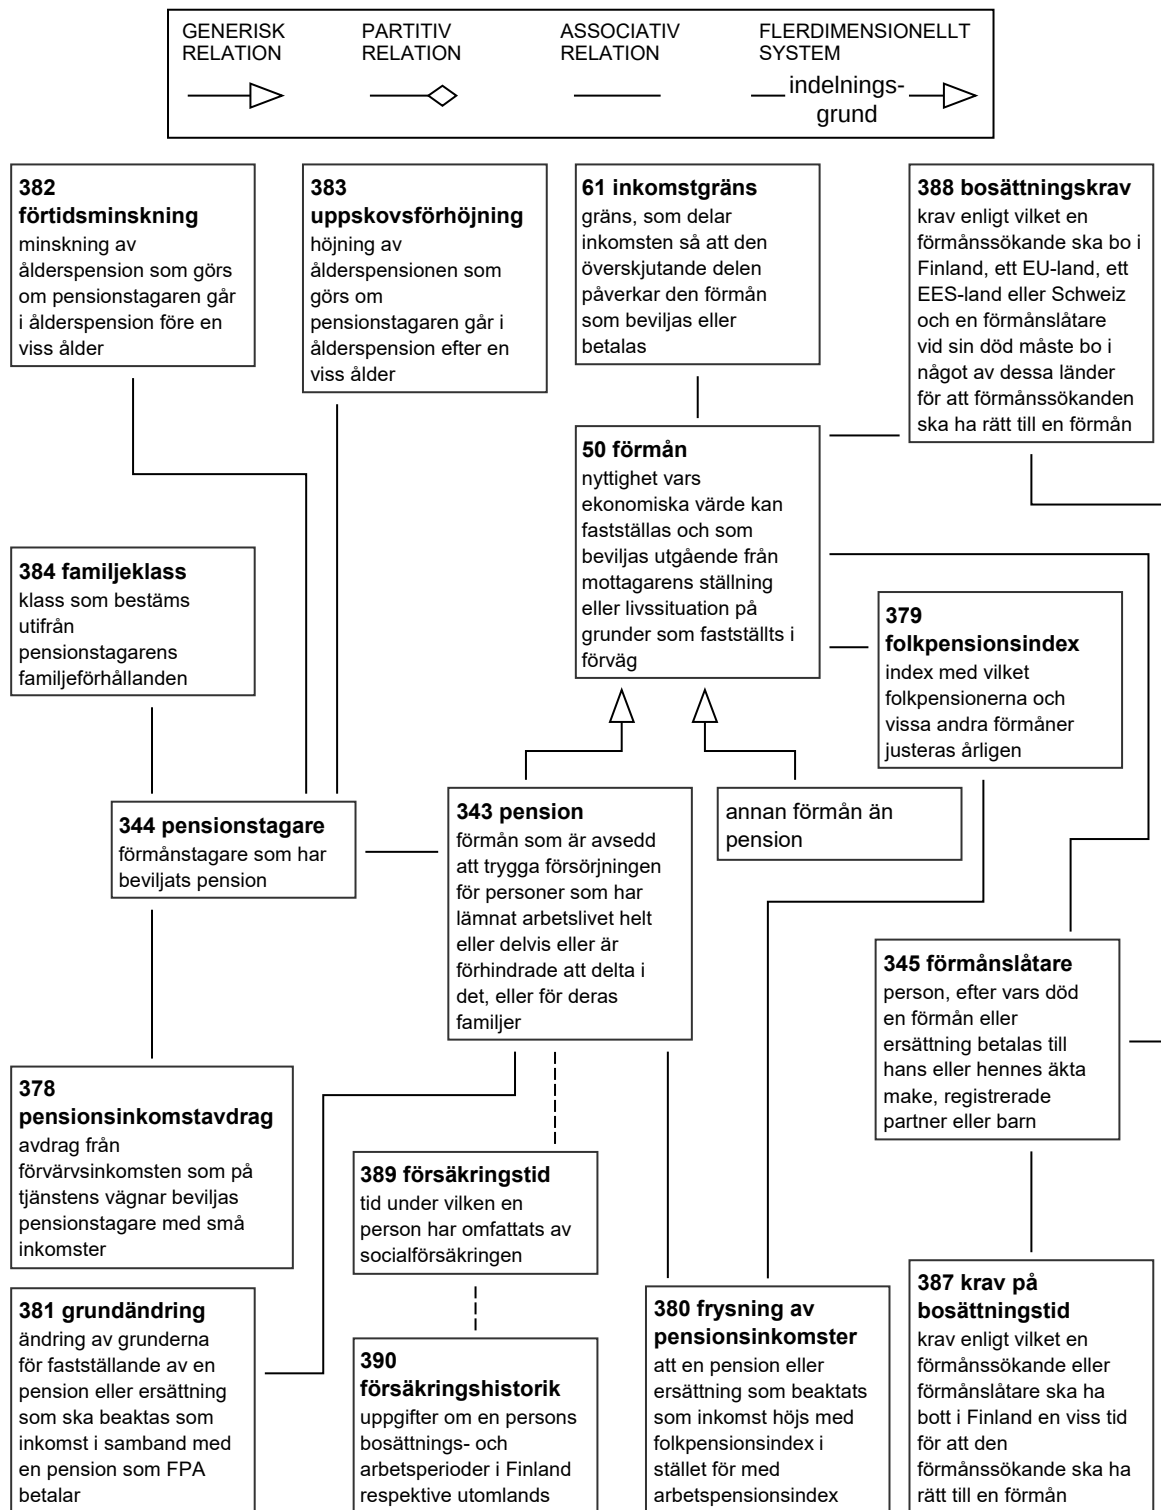 GENERISK
RELATION
PARTITIV
RELATION
ASSOCIATIV
RELATION
FLERDIMENSIONELLT
SYSTEM
indelnings-
grund
382
förtidsminskning
minskning av
ålderspension som görs
om pensionstagaren går
i ålderspension före en
viss ålder
383
uppskovsförhöjning
höjning av
ålderspensionen som
görs om
pensionstagaren går i
ålderspension efter en
viss ålder
61 inkomstgräns
gräns, som delar
inkomsten så att den
överskjutande delen
påverkar den förmån
som beviljas eller
betalas
388 bosättningskrav
krav enligt vilket en
förmånssökande ska bo i
Finland, ett EU-land, ett
EES-land eller Schweiz
och en förmånslåtare
vid sin död måste bo i
något av dessa länder
för att förmånssökanden
ska ha rätt till en förmån
50 förmån
nyttighet vars
ekonomiska värde kan
fastställas och som
beviljas utgående från
mottagarens ställning
eller livssituation på
grunder som fastställts i
förväg
384 familjeklass
klass som bestäms
utifrån
pensionstagarens
familjeförhållanden
379
folkpensionsindex
index med vilket
folkpensionerna och
vissa andra förmåner
justeras årligen
344 pensionstagare
förmånstagare som har
beviljats pension
343 pension
förmån som är avsedd
att trygga försörjningen
för personer som har
lämnat arbetslivet helt
eller delvis eller är
förhindrade att delta i
det, eller för deras
familjer
annan förmån än
pension
345 förmånslåtare
person, efter vars död
en förmån eller
ersättning betalas till
hans eller hennes äkta
make, registrerade
partner eller barn
378
pensionsinkomstavdrag
avdrag från
förvärvsinkomsten som på
tjänstens vägnar beviljas
pensionstagare med små
inkomster
389 försäkringstid
tid under vilken en
person har omfattats av
socialförsäkringen
381 grundändring
ändring av grunderna
för fastställande av en
pension eller ersättning
som ska beaktas som
inkomst i samband med
en pension som FPA
betalar
390
försäkringshistorik
uppgifter om en persons
bosättnings- och
arbetsperioder i Finland
respektive utomlands
380 frysning av
pensionsinkomster
att en pension eller
ersättning som beaktats
som inkomst höjs med
folkpensionsindex i
stället för med
arbetspensionsindex
387 krav på
bosättningstid
krav enligt vilket en
förmånssökande eller
förmånslåtare ska ha
bott i Finland en viss tid
för att den
förmånssökande ska ha
rätt till en förmån